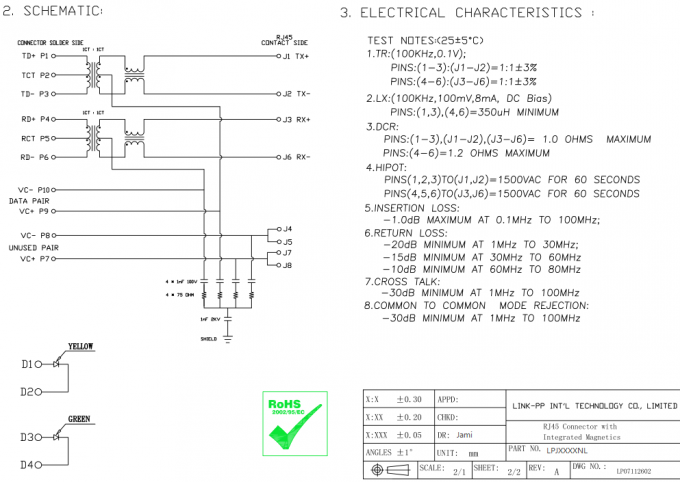 2. SCHEMATIC:
CONNECTOR SOLDER SIDE
RJ45
CONTACT SIDE
1CT : 1CT
TD+ P1
J1 TX+
TCT P2
TD- P3
J2 TX-
1CT : 1CT
RD+ P4
J3 RX+
RCT P5
RD- P6
J6 RX-
VC- P10
DATA PAIR
VC+ P9
J4
VC- P8
J5
UNUSED PAIR
J7
VC+ P7
J8
4 * 1nF 100V
4 * 75 OHM
1nF 2KV
SHIELD
YELLOW
D1
D2
GREEN
D3
D4
RoHS
2002/95/EC
3. ELECTRICAL CHARACTERISTICS :
TEST NOTES:<25±5°C>
1.TR:(100KHz,0.1V);
PINS:(1-3):(J1-J2)=1:1±3%
PINS:(4-6):(J3-J6)=1:1±3%
2.LX:(100KHz,100mV,8mA, DC Bias)
PINS:(1,3),(4,6)=350uH MINIMUM
3.DCR:
PINS:(1-3),(J1-J2),(J3-J6)= 1.0 OHMS MAXIMUM
PINS:(4-6)=1.2 OHMS MAXIMUM
4.HIPOT:
PINS(1,2,3)TO(J1,J2)=1500VAC FOR 60 SECONDS
PINS(4,5,6)TO(J3,J6)=1500VAC FOR 60 SECONDS
5.INSERTION LOSS:
-1.0dB MAXIMUM AT 0.1MHz TO 100MHz;
6.RETURN LOSS:
-20dB MINIMUM AT 1MHz TO 30MHz;
-15dB MINIMUM AT 30MHz TO 60MHz
-10dB MINIMUM AT 60MHz TO 80MHz
7.CROSS TALK:
-30dB MINIMUM AT 1MHz TO 100MHz
8.COMMON TO COMMON MODE REJECTION:
-30dB MINIMUM AT 1MHz TO 100MHz
X:X ±0.30 APPD:
LINK-PP INT'L TECHNOLOGY CO., LIMITED
X:XX ±0.20 CHKD:
RJ45 Connector with
Integrated Magnetics
X:XXX ±0.05 DR: Jami
ANGLES ±1° UNIT: mm
PART NO. LPJXXXXNL
SCALE: 2/1 SHEET: 2/2 REV: A DWG NO.: LP07112602